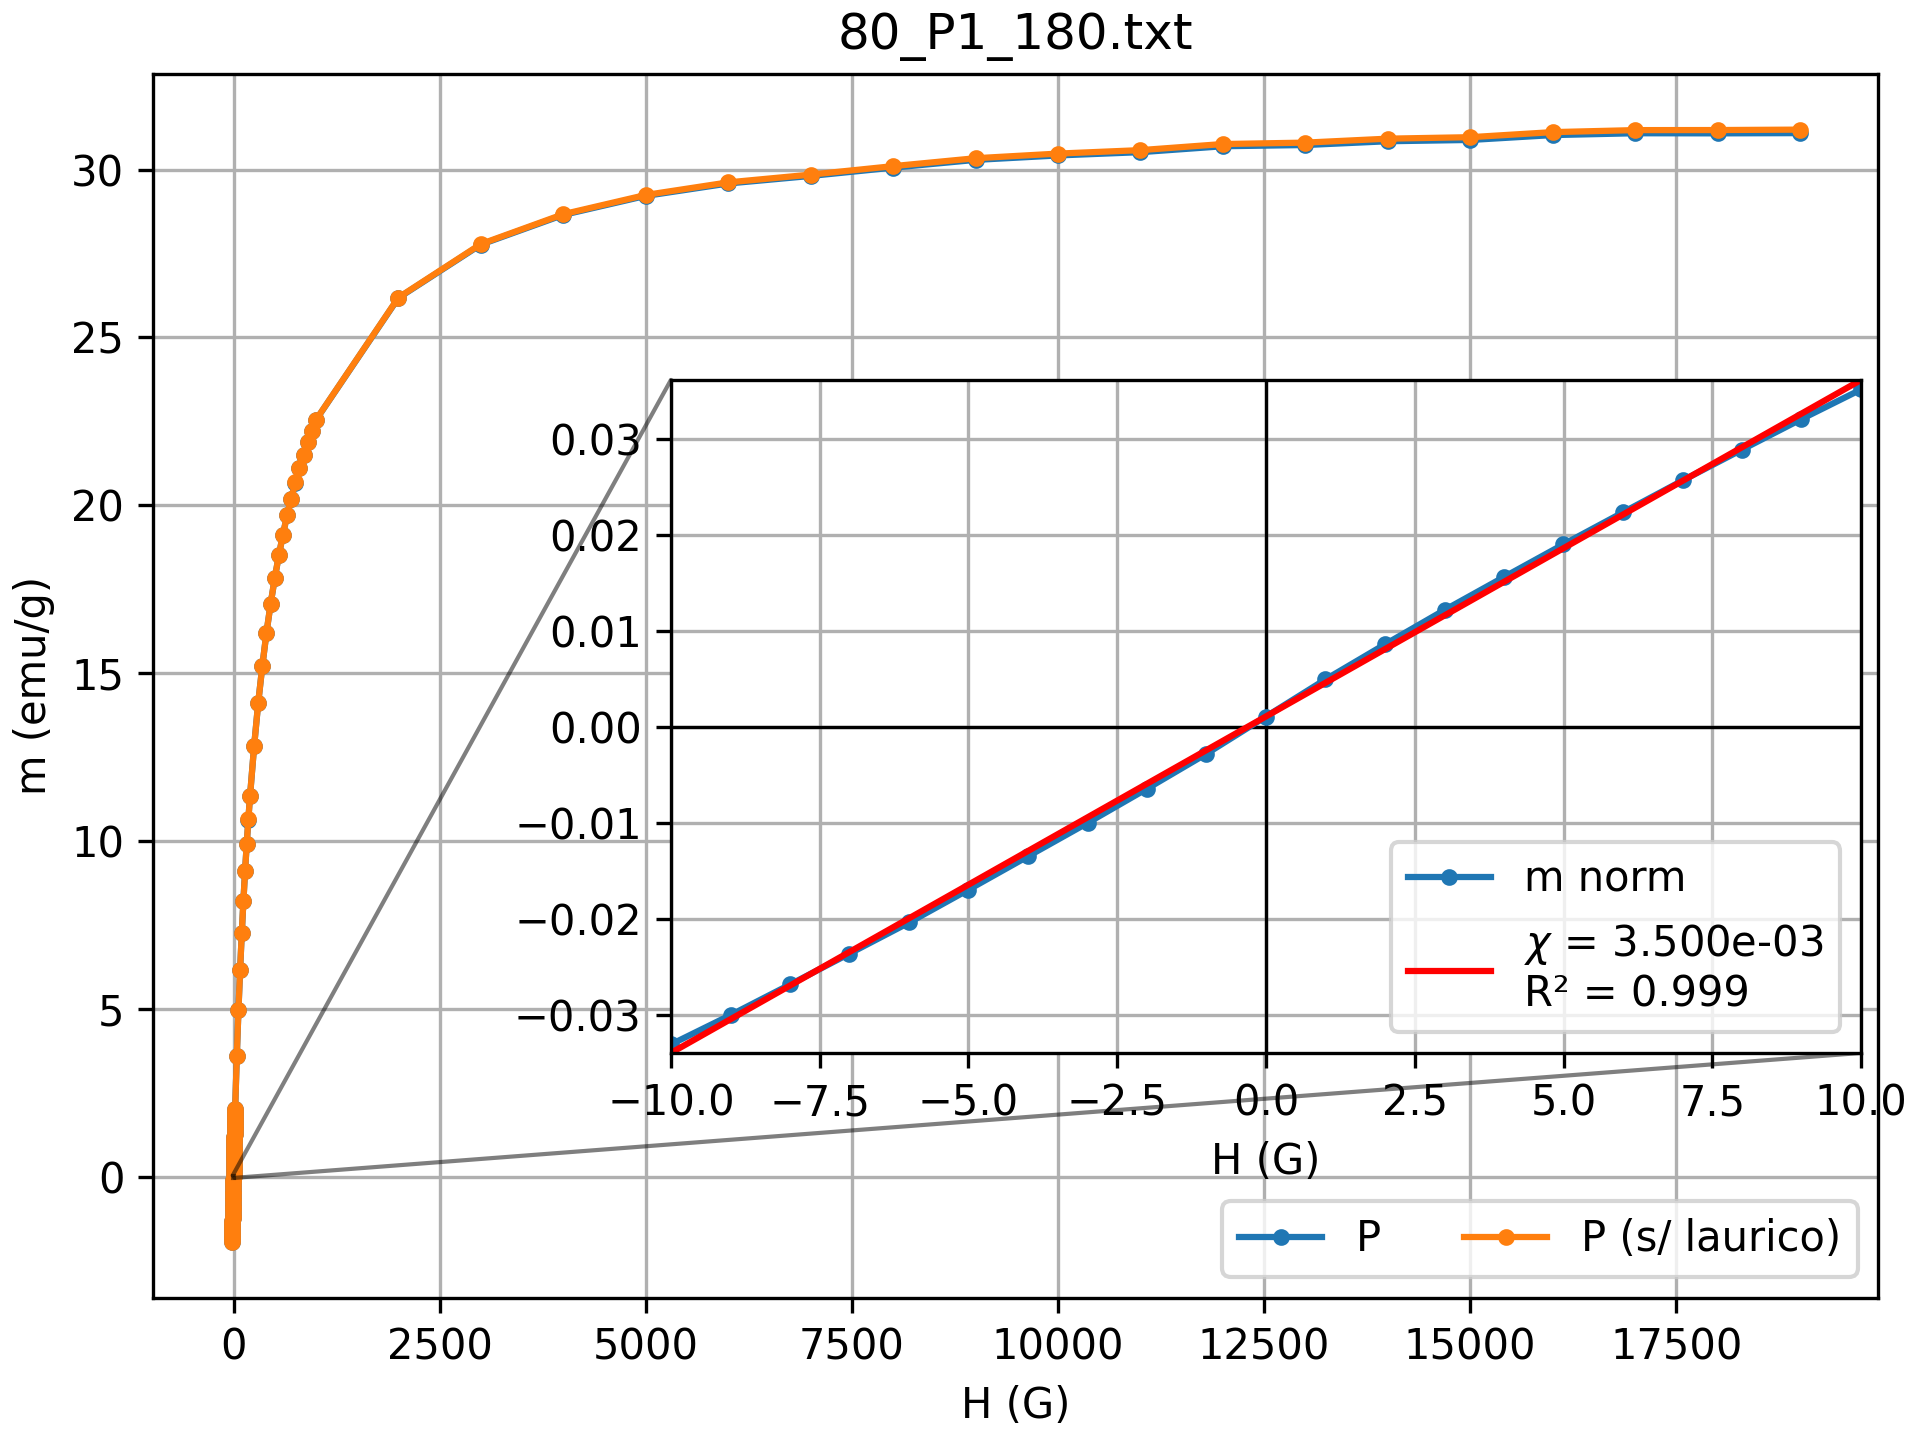 80_P1_180.txt
m (emu/g)
30
25
20
15
10
5
0
0.03
0.02
0.01
0.00
−0.01
−0.02
−0.03
m norm
χ = 3.500e-03
R² = 0.999
−10.0 −7.5 −5.0 −2.5 0.0 2.5 5.0 7.5 10.0
H (G)
P P (s/ laurico)
0 2500 5000 7500 10000 12500 15000 17500
H (G)